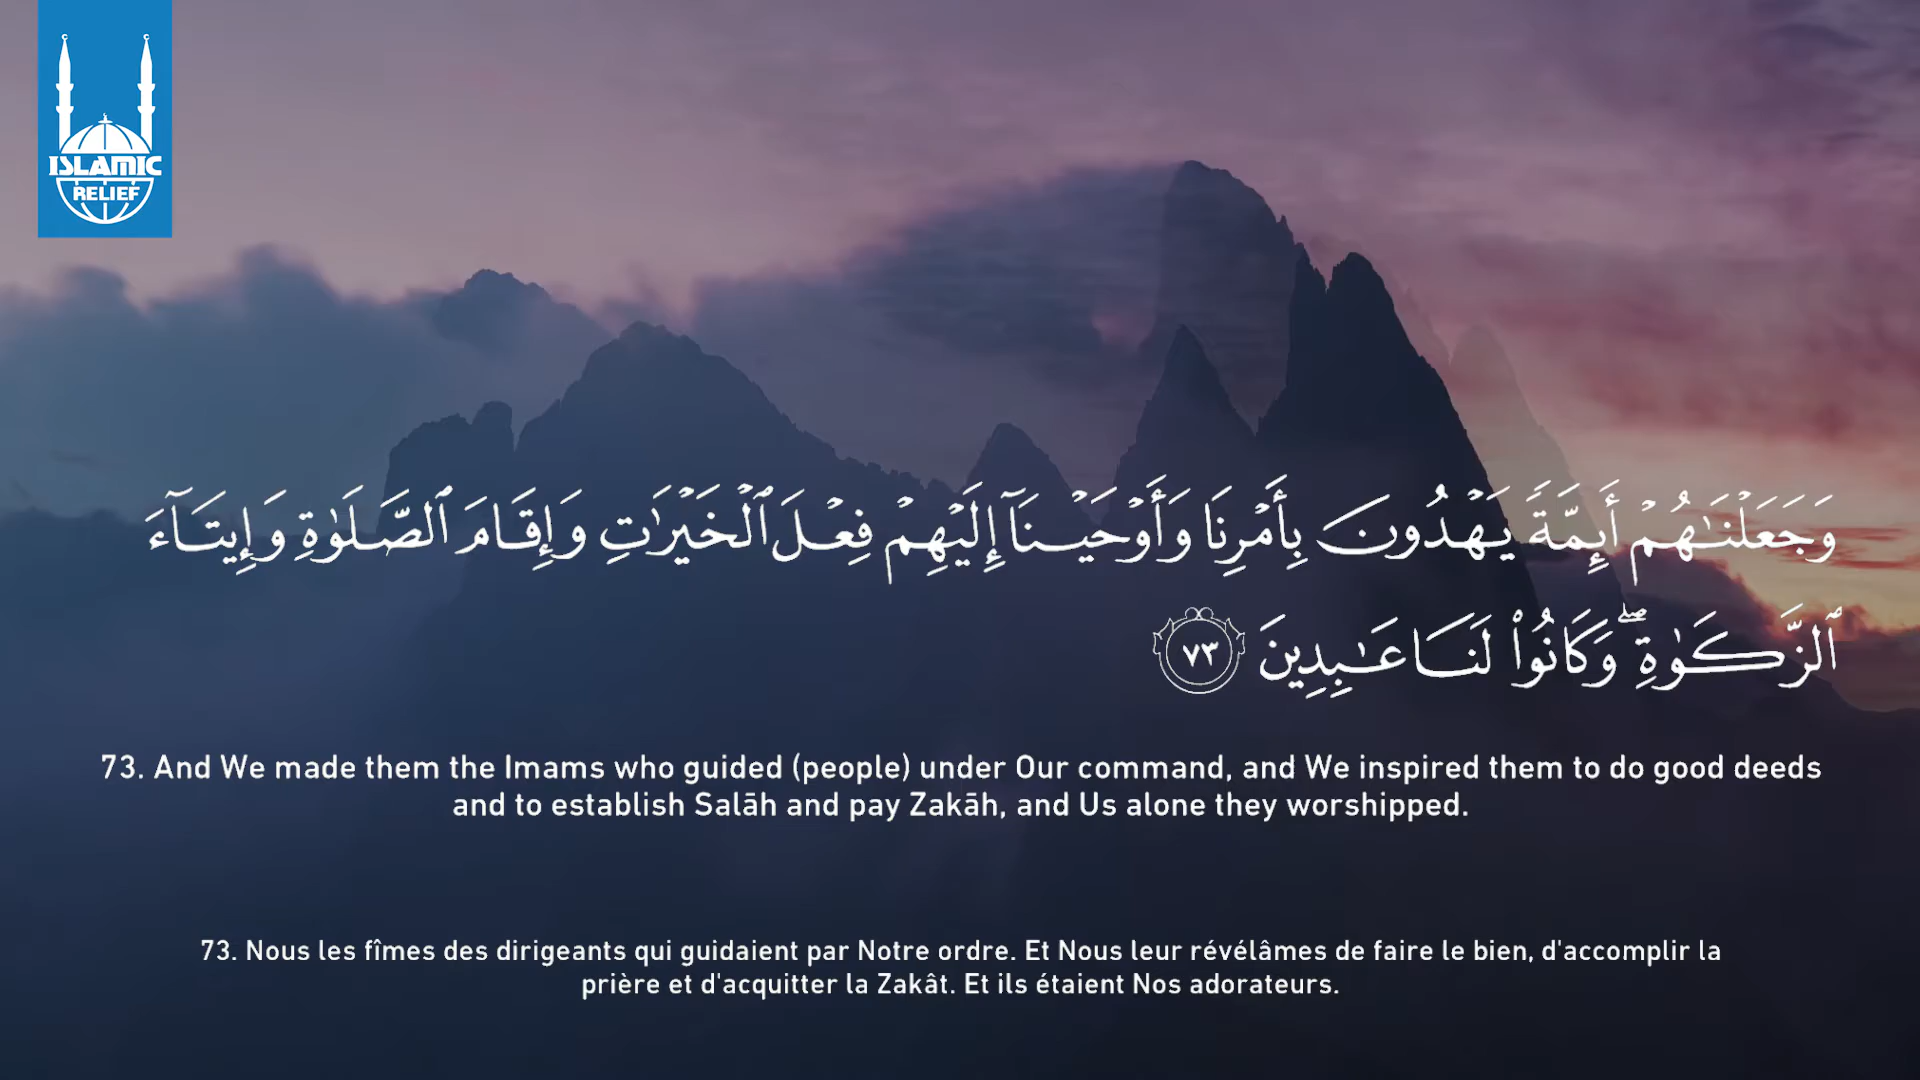 ISLAMIC
RELIEF
وَجَعَلْنَـٰهُمْ أَئِمَّةً يَهْدُونَ بِأَمْرِنَا وَأَوْحَيْنَآ إِلَيْهِمْ فِعْلَ ٱلْخَيْرَٰتِ وَإِقَامَ ٱلصَّلَوٰةِ وَإِيتَآءَ
ٱلزَّكَوٰةِ ۖ وَكَانُوا۟ لَنَا عَـٰبِدِينَ ٧٣
73. And We made them the Imams who guided (people) under Our command, and We inspired them to do good deeds
and to establish Salāh and pay Zakāh, and Us alone they worshipped.
73. Nous les fîmes des dirigeants qui guidaient par Notre ordre. Et Nous leur révélâmes de faire le bien, d'accomplir la
prière et d'acquitter la Zakât. Et ils étaient Nos adorateurs.